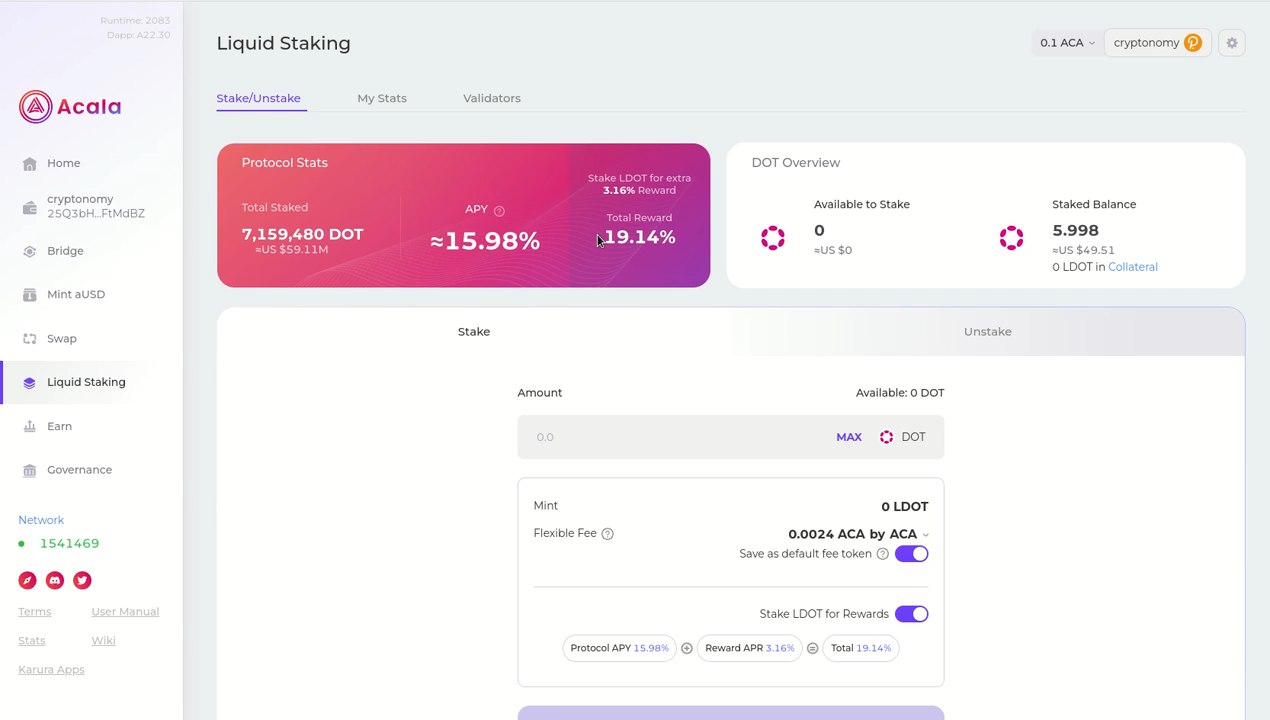 Runtime: 2083
Dapp: A22.30
Acala
Home
cryptonomy
25Q3bH...FtMdBZ
Bridge
Mint aUSD
Swap
Liquid Staking
Earn
Governance
Network
1541469
Terms
User Manual
Stats
Wiki
Karura Apps
Liquid Staking
0.1 ACA
cryptonomy
Stake/Unstake
My Stats
Validators
Protocol Stats
Total Staked
7,159,480 DOT
≈US $59.11M
APY ?
≈15.98%
Stake LDOT for extra
3.16% Reward
Total Reward
19.14%
DOT Overview
Available to Stake
0
≈US $0
Staked Balance
5.998
≈US $49.51
0 LDOT in Collateral
Stake
Unstake
Amount
Available: 0 DOT
0.0
MAX
DOT
Mint
0 LDOT
Flexible Fee ?
0.0024 ACA by ACA
Save as default fee token ?
Stake LDOT for Rewards
Protocol APY 15.98%
Reward APR 3.16%
Total 19.14%